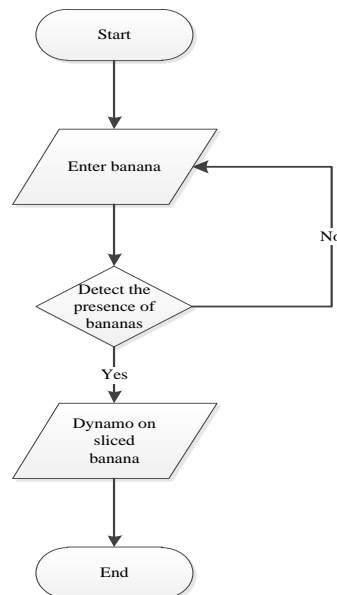 Start
Enter banana
No
Detect the
presence of
bananas
Yes
Dynamo on
sliced
banana
End